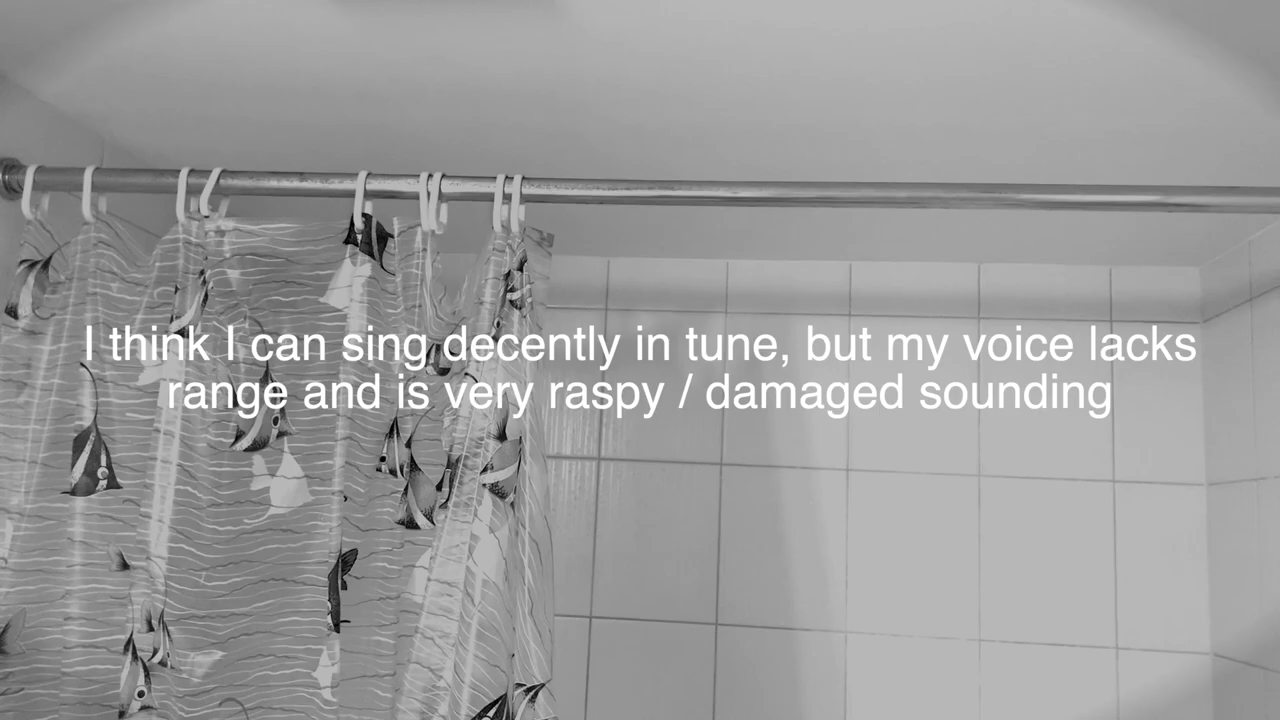 I think I can sing decently in tune, but my voice lacks
range and is very raspy / damaged sounding